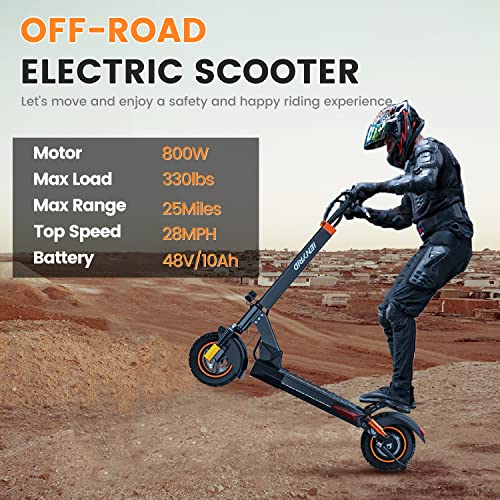 OFF-ROAD
ELECTRIC SCOOTER
Let's move and enjoy a safety and happy riding experience
Motor 800W
Max Load 330lbs
Max Range 25Miles
Top Speed 28MPH
Battery 48V/10Ah
IENYRID